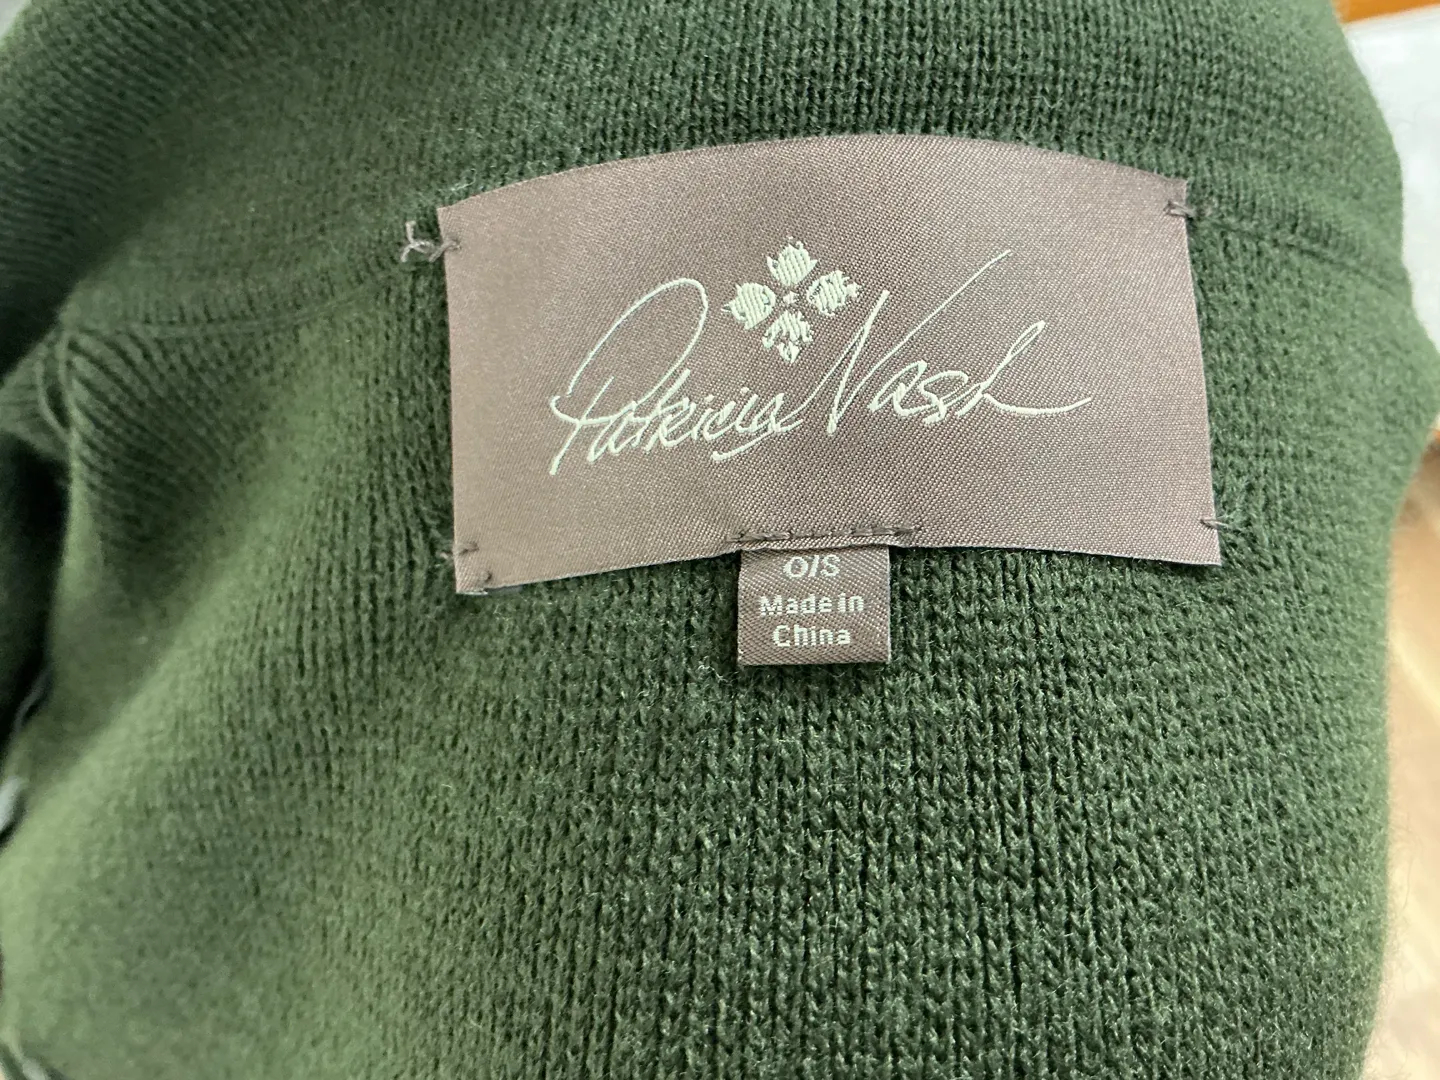 Patricia Nash
O/S
Made in
China